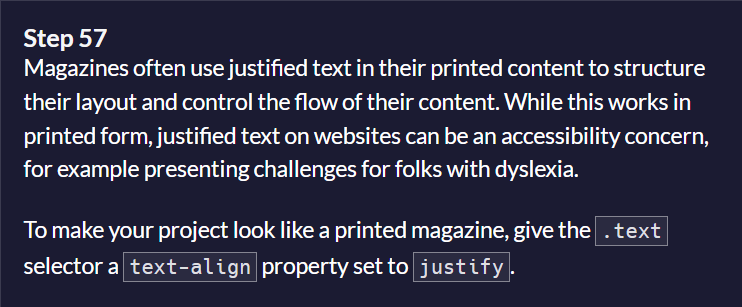 Step 57
Magazines often use justified text in their printed content to structure
their layout and control the flow of their content. While this works in
printed form, justified text on websites can be an accessibility concern,
for example presenting challenges for folks with dyslexia.
To make your project look like a printed magazine, give the .text
selector a text-align property set to justify.